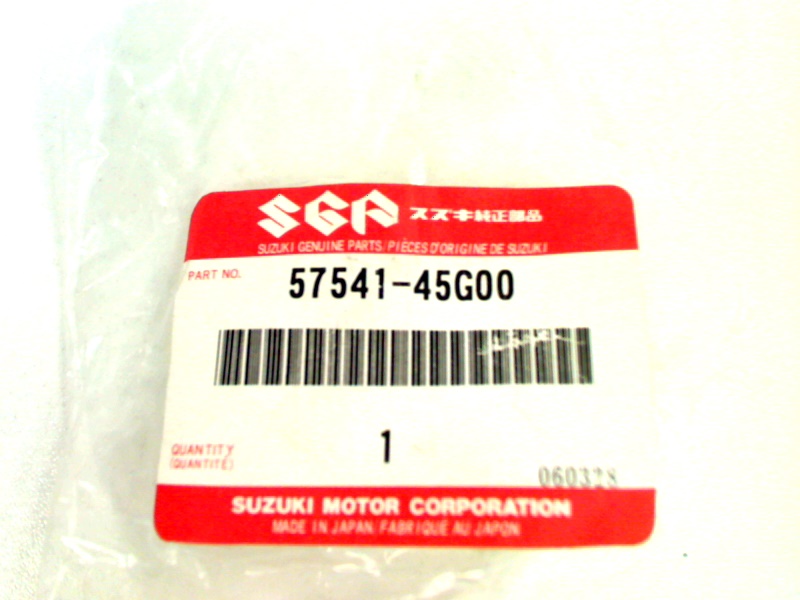 SGP スズキ純正部品
SUZUKI GENUINE PARTS/PIÈCES D'ORIGINE DE SUZUKI
PART NO. 57541-45G00
1
QUANTITY
(QUANTITÉ)
060328
SUZUKI MOTOR CORPORATION
MADE IN JAPAN/FABRIQUÉ AU JAPON